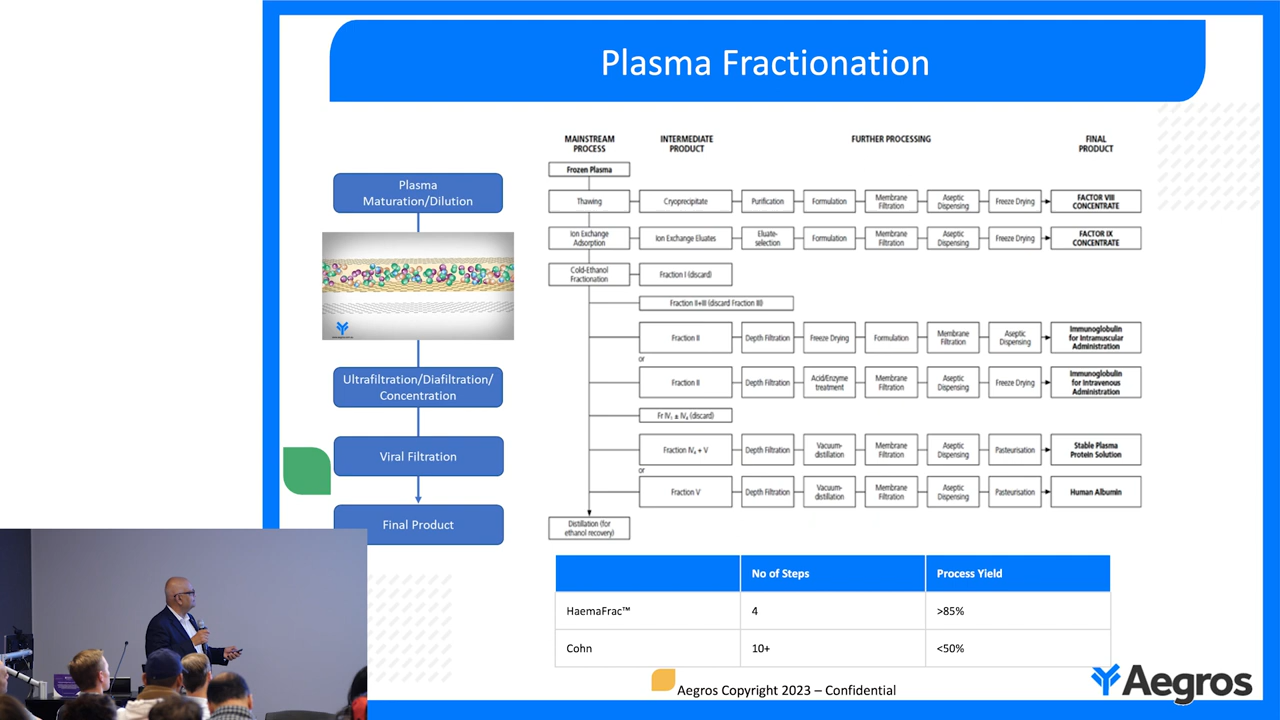 Plasma Fractionation
Plasma
Maturation/Dilution
Ultrafiltration/Diafiltration/
Concentration
Viral Filtration
Final Product
MAINSTREAM
PROCESS
INTERMEDIATE
PRODUCT
FURTHER PROCESSING
FINAL
PRODUCT
Frozen Plasma
Thawing
Cryoprecipitate
Purification
Formulation
Membrane
Filtration
Aseptic
Dispensing
Freeze Drying
FACTOR VIII
CONCENTRATE
Ion Exchange
Adsorption
Ion Exchange Eluates
Eluate-
selection
Formulation
Membrane
Filtration
Aseptic
Dispensing
Freeze Drying
FACTOR IX
CONCENTRATE
Cold-Ethanol
Fractionation
Fraction I (discard)
Fraction II+III (discard Fraction III)
Fraction II
Depth Filtration
Freeze Drying
Formulation
Membrane
Filtration
Aseptic
Dispensing
Immunoglobulin
for Intramuscular
Administration
or
Fraction II
Depth Filtration
Acid/Enzyme
treatment
Membrane
Filtration
Aseptic
Dispensing
Freeze Drying
Immunoglobulin
for Intravenous
Administration
Fr IV₁ ± IV₄ (discard)
Fraction IV₄ + V
Depth Filtration
Vacuum-
distillation
Membrane
Filtration
Aseptic
Dispensing
Pasteurisation
Stable Plasma
Protein Solution
or
Fraction V
Depth Filtration
Vacuum-
distillation
Membrane
Filtration
Aseptic
Dispensing
Pasteurisation
Human Albumin
Distillation (for
ethanol recovery)
No of Steps
Process Yield
HaemaFrac™
4
>85%
Cohn
10+
<50%
Aegros Copyright 2023 – Confidential
Aegros